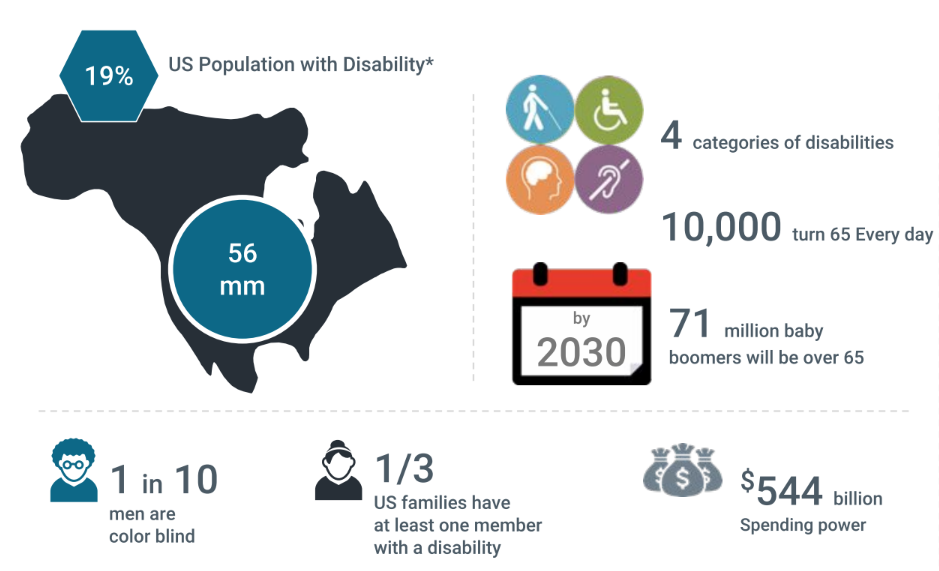 19%
US Population with Disability*
56
mm
4 categories of disabilities
10,000 turn 65 Every day
by
2030
71 million baby
boomers will be over 65
1 in 10
men are
color blind
1/3
US families have
at least one member
with a disability
$544 billion
Spending power